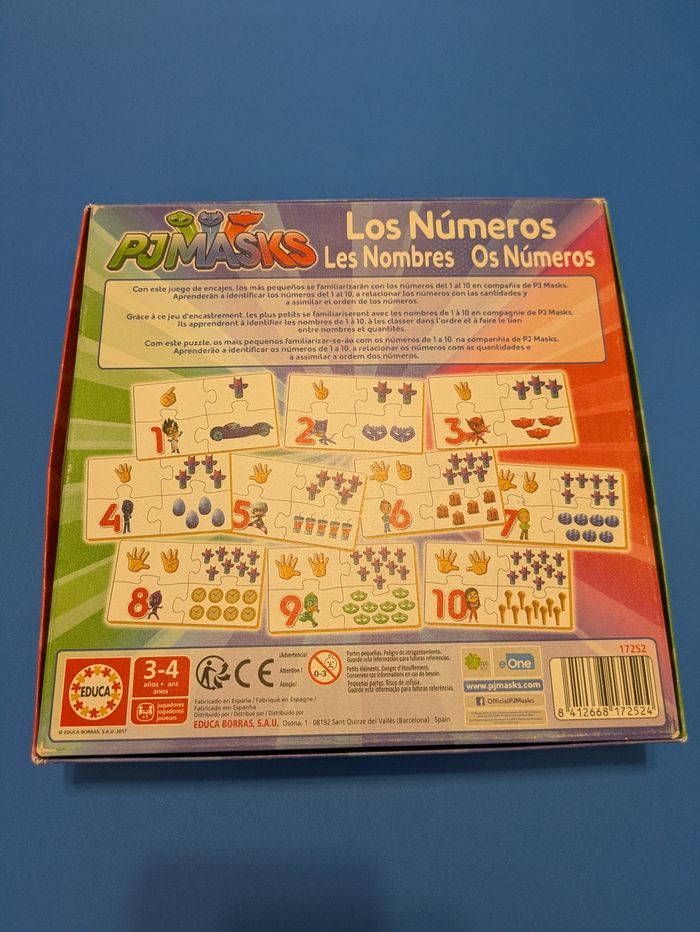 PJMASKS
Los Números
Les Nombres Os Números
Con este juego de encajes, los más pequeños se familiarizarán con los números del 1 al 10 en compañía de PJ Masks.
Aprenderán a identificar los números del 1 al 10, a relacionar los números con las cantidades y
a asimilar el orden de los números.
Grâce à ce jeu d'encastrement, les plus petits se familiariseront avec les nombres de 1 à 10 en compagnie de PJ Masks.
Ils apprendront à identifier les nombres de 1 à 10, à les classer dans l'ordre et à faire le lien
entre nombres et quantités.
Com este puzzle, os mais pequenos familiarizar-se-ão com os números de 1 a 10 na companhia de PJ Masks.
Aprenderão a identificar os números de 1 a 10, a relacionar os números com as quantidades e
a assimilar a ordem dos números.
1
2
3
4
5
6
7
8
9
10
17252
EDUCA
© EDUCA BORRAS, S.A.U. 2017
3-4
años • ans
anos
jugadores
jogadores
joueurs
CE
Fabricado en España / Fabriqué en Espagne /
Fabricado em Espanha
Distribuido por / Distribué par / Distribuído por
EDUCA BORRAS, S.A.U. Osona, 1 - 08192 Sant Quirze del Vallès (Barcelona) - Spain
¡Advertencia!
Attention !
Atenção!
0-3
Partes pequeñas. Peligro de atragantamiento.
Guarde esta información para futuras referencias.
Petits éléments. Danger d'étouffement.
Conservez ces informations en cas de besoin.
Pequenas partes. Risco de asfixia.
Guarde esta informação para futuras referências.
eOne
www.pjmasks.com
OfficialPJMasks
8 412668 172524